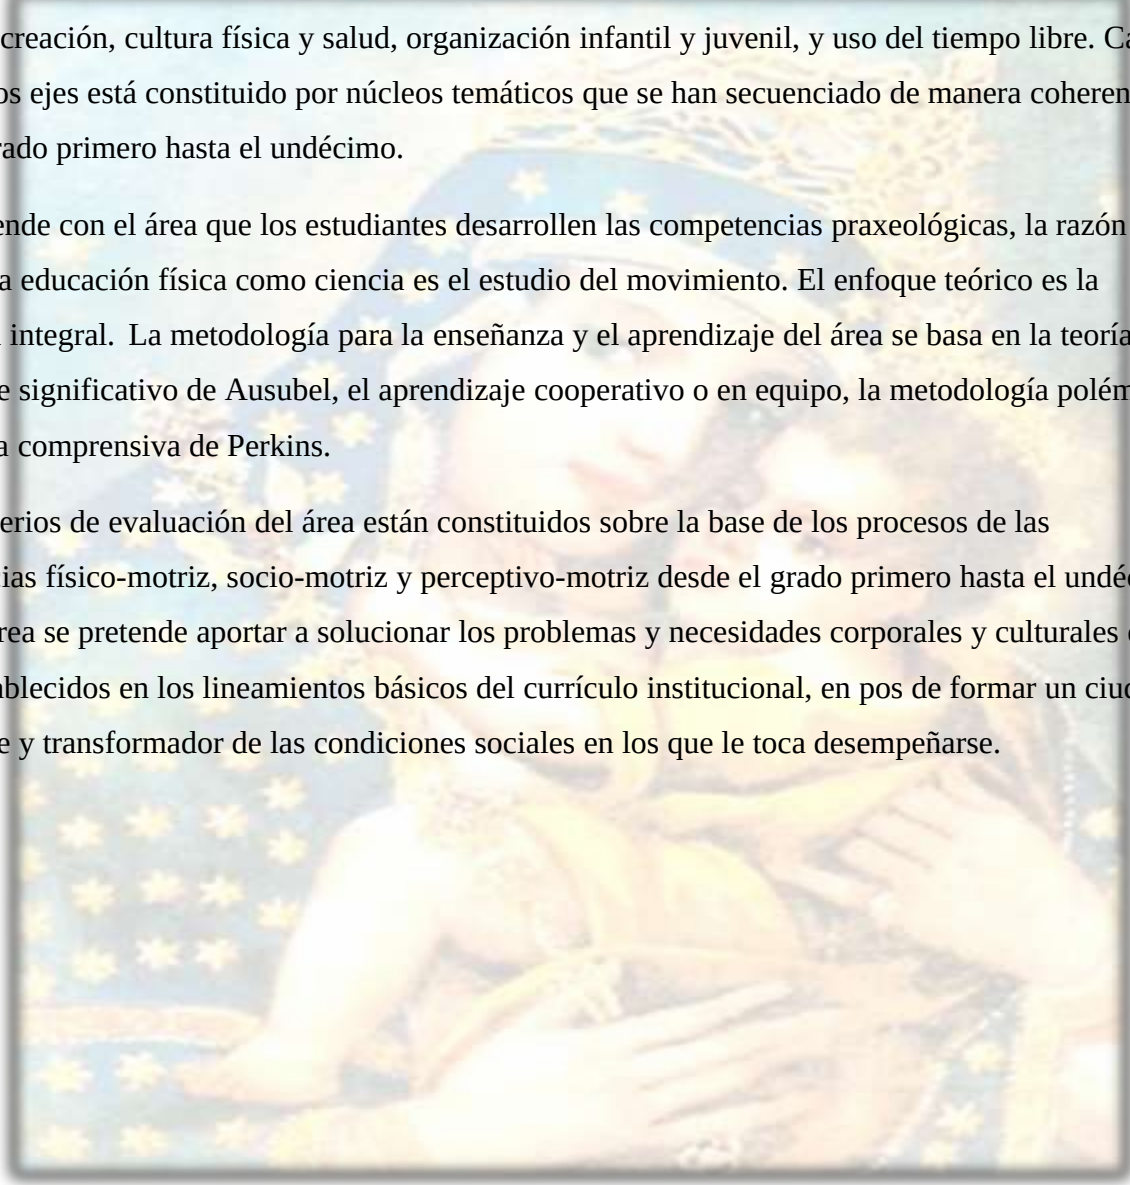 creación, cultura física y salud, organización infantil y juvenil, y uso del tiempo libre. Ca
os ejes está constituido por núcleos temáticos que se han secuenciado de manera coheren
rado primero hasta el undécimo.
ende con el área que los estudiantes desarrollen las competencias praxeológicas, la razón
a educación física como ciencia es el estudio del movimiento. El enfoque teórico es la
integral. La metodología para la enseñanza y el aprendizaje del área se basa en la teoría
e significativo de Ausubel, el aprendizaje cooperativo o en equipo, la metodología polém
a comprensiva de Perkins.
erios de evaluación del área están constituidos sobre la base de los procesos de las
ias físico-motriz, socio-motriz y perceptivo-motriz desde el grado primero hasta el undé
rea se pretende aportar a solucionar los problemas y necesidades corporales y culturales
blecidos en los lineamientos básicos del currículo institucional, en pos de formar un ciu
e y transformador de las condiciones sociales en los que le toca desempeñarse.